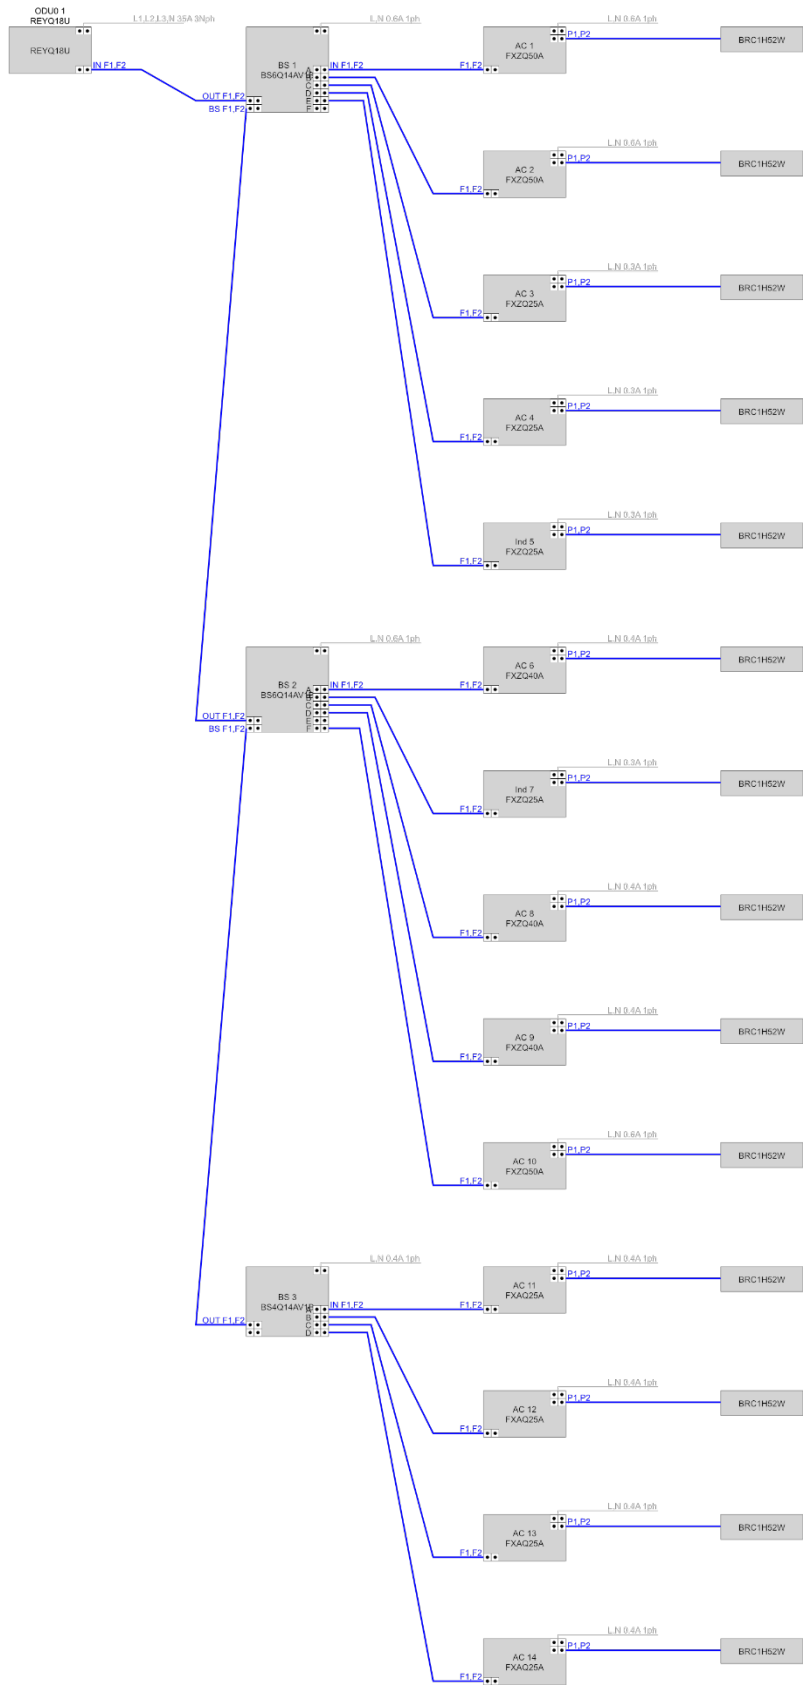 ODU0 1
REYQ18U
L1,L2,L3,N 35A 3Nph
REYQ18U
IN F1,F2
L,N 0.6A 1ph
BS 1
BS6Q14AV1B
OUT F1,F2
BS F1,F2
A
B
C
D
E
F
IN F1,F2
L,N 0.6A 1ph
AC 1
FXZQ50A
F1,F2
P1,P2
BRC1H52W
L,N 0.6A 1ph
AC 2
FXZQ50A
F1,F2
P1,P2
BRC1H52W
L,N 0.3A 1ph
AC 3
FXZQ25A
F1,F2
P1,P2
BRC1H52W
L,N 0.3A 1ph
AC 4
FXZQ25A
F1,F2
P1,P2
BRC1H52W
L,N 0.3A 1ph
Ind 5
FXZQ25A
F1,F2
P1,P2
BRC1H52W
L,N 0.6A 1ph
BS 2
BS6Q14AV1B
OUT F1,F2
BS F1,F2
A
B
C
D
E
F
IN F1,F2
L,N 0.4A 1ph
AC 6
FXZQ40A
F1,F2
P1,P2
BRC1H52W
L,N 0.3A 1ph
Ind 7
FXZQ25A
F1,F2
P1,P2
BRC1H52W
L,N 0.4A 1ph
AC 8
FXZQ40A
F1,F2
P1,P2
BRC1H52W
L,N 0.4A 1ph
AC 9
FXZQ40A
F1,F2
P1,P2
BRC1H52W
L,N 0.6A 1ph
AC 10
FXZQ50A
F1,F2
P1,P2
BRC1H52W
L,N 0.4A 1ph
BS 3
BS4Q14AV1B
OUT F1,F2
A
B
C
D
IN F1,F2
L,N 0.4A 1ph
AC 11
FXAQ25A
F1,F2
P1,P2
BRC1H52W
L,N 0.4A 1ph
AC 12
FXAQ25A
F1,F2
P1,P2
BRC1H52W
L,N 0.4A 1ph
AC 13
FXAQ25A
F1,F2
P1,P2
BRC1H52W
L,N 0.4A 1ph
AC 14
FXAQ25A
F1,F2
P1,P2
BRC1H52W